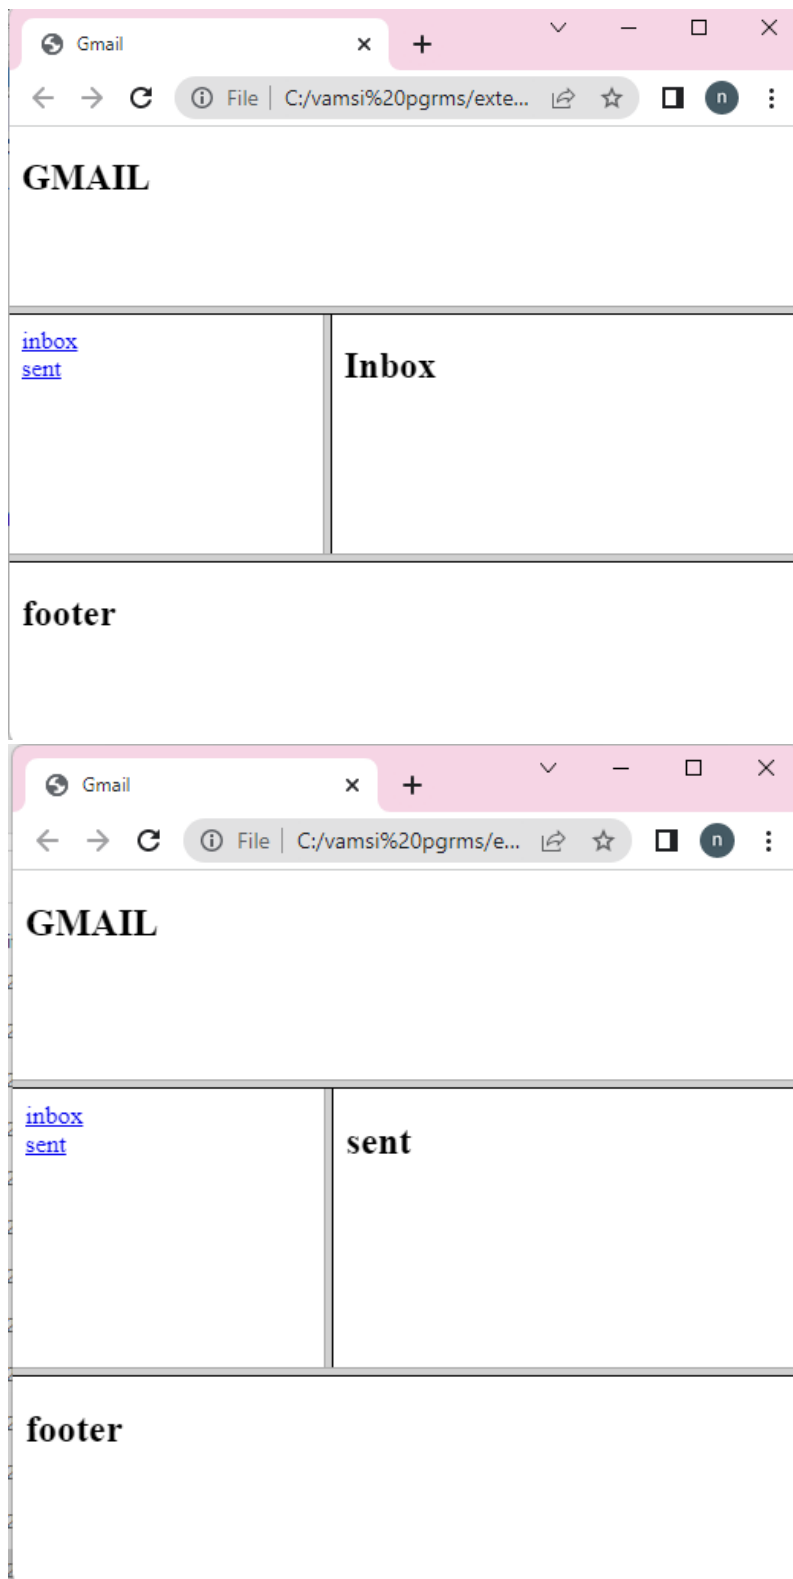 Gmail
File C:/vamsi%20pgrms/exte... n
GMAIL
inbox
sent
Inbox
footer
Gmail
File C:/vamsi%20pgrms/e... n
GMAIL
inbox
sent
sent
footer